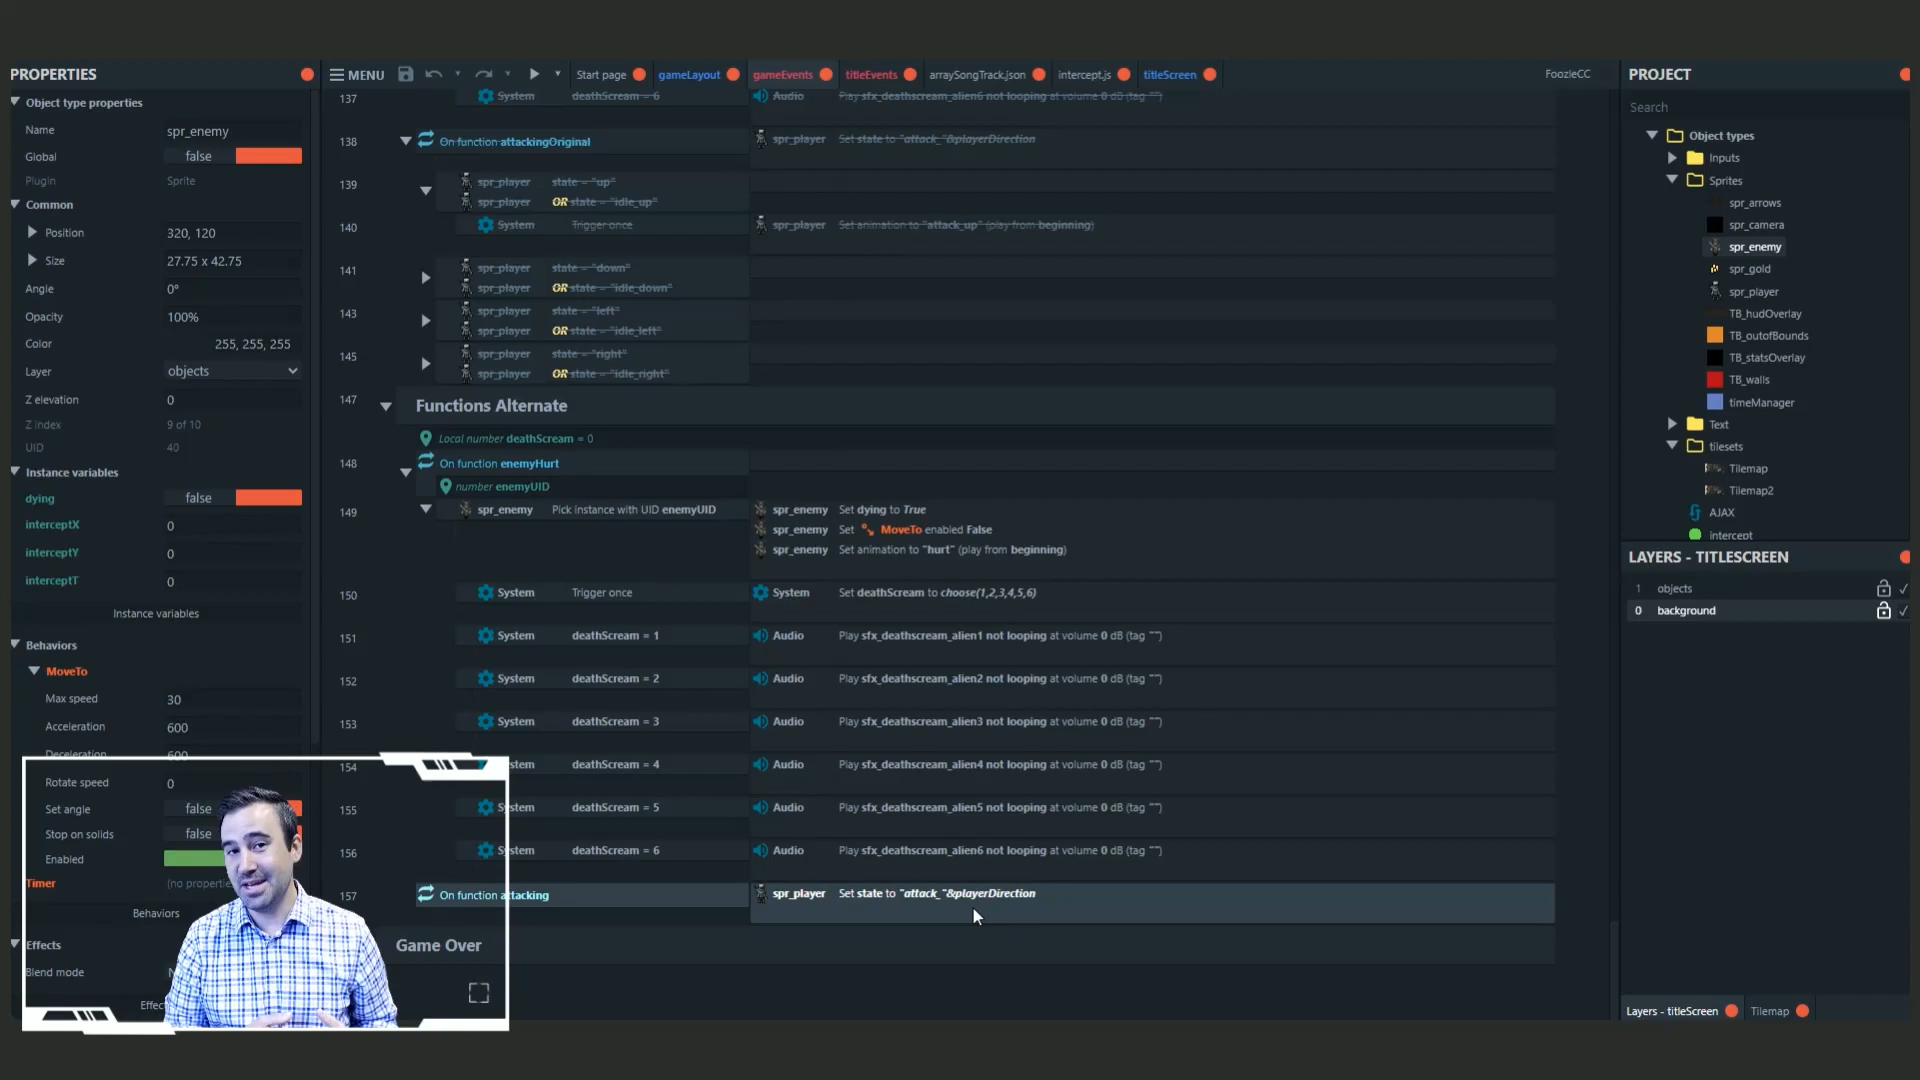 PROPERTIES
Object type properties
Name spr_enemy
Global false
Plugin Sprite
Common
Position 320, 120
Size 27.75 x 42.75
Angle 0°
Opacity 100%
Color 255, 255, 255
Layer objects
Z elevation 0
Z index 9 of 10
UID 40
Instance variables
dying false
interceptX 0
interceptY 0
interceptT 0
Instance variables
Behaviors
MoveTo
Max speed 30
Acceleration 600
Deceleration 600
Rotate speed 0
Set angle false
Stop on solids false
Enabled
Timer (no propertie
Behaviors
Effects
Blend mode
Effec
MENU Start page gameLayout gameEvents titleEvents arraySongTrack.json intercept.js titleScreen FoozleCC
137 System deathScream = 6 Audio Play sfx_deathscream_alien6 not looping at volume 0 dB (tag "")
138 On function attackingOriginal spr_player Set state to "attack_"&playerDirection
139 spr_player state = "up"
spr_player OR state = "idle_up"
140 System Trigger once spr_player Set animation to "attack_up" (play from beginning)
141 spr_player state = "down"
spr_player OR state = "idle_down"
143 spr_player state = "left"
spr_player OR state = "idle_left"
145 spr_player state = "right"
spr_player OR state = "idle_right"
147 Functions Alternate
Local number deathScream = 0
148 On function enemyHurt
number enemyUID
149 spr_enemy Pick instance with UID enemyUID spr_enemy Set dying to True
spr_enemy Set MoveTo enabled False
spr_enemy Set animation to "hurt" (play from beginning)
150 System Trigger once System Set deathScream to choose(1,2,3,4,5,6)
151 System deathScream = 1 Audio Play sfx_deathscream_alien1 not looping at volume 0 dB (tag "")
152 System deathScream = 2 Audio Play sfx_deathscream_alien2 not looping at volume 0 dB (tag "")
153 System deathScream = 3 Audio Play sfx_deathscream_alien3 not looping at volume 0 dB (tag "")
154 stem deathScream = 4 Audio Play sfx_deathscream_alien4 not looping at volume 0 dB (tag "")
155 System deathScream = 5 Audio Play sfx_deathscream_alien5 not looping at volume 0 dB (tag "")
156 System deathScream = 6 Audio Play sfx_deathscream_alien6 not looping at volume 0 dB (tag "")
157 On function attacking spr_player Set state to "attack_"&playerDirection
Game Over
PROJECT
Search
Object types
Inputs
Sprites
spr_arrows
spr_camera
spr_enemy
spr_gold
spr_player
TB_hudOverlay
TB_outofBounds
TB_statsOverlay
TB_walls
timeManager
Text
tilesets
Tilemap
Tilemap2
AJAX
intercept
LAYERS - TITLESCREEN
1 objects
0 background
Layers - titleScreen Tilemap